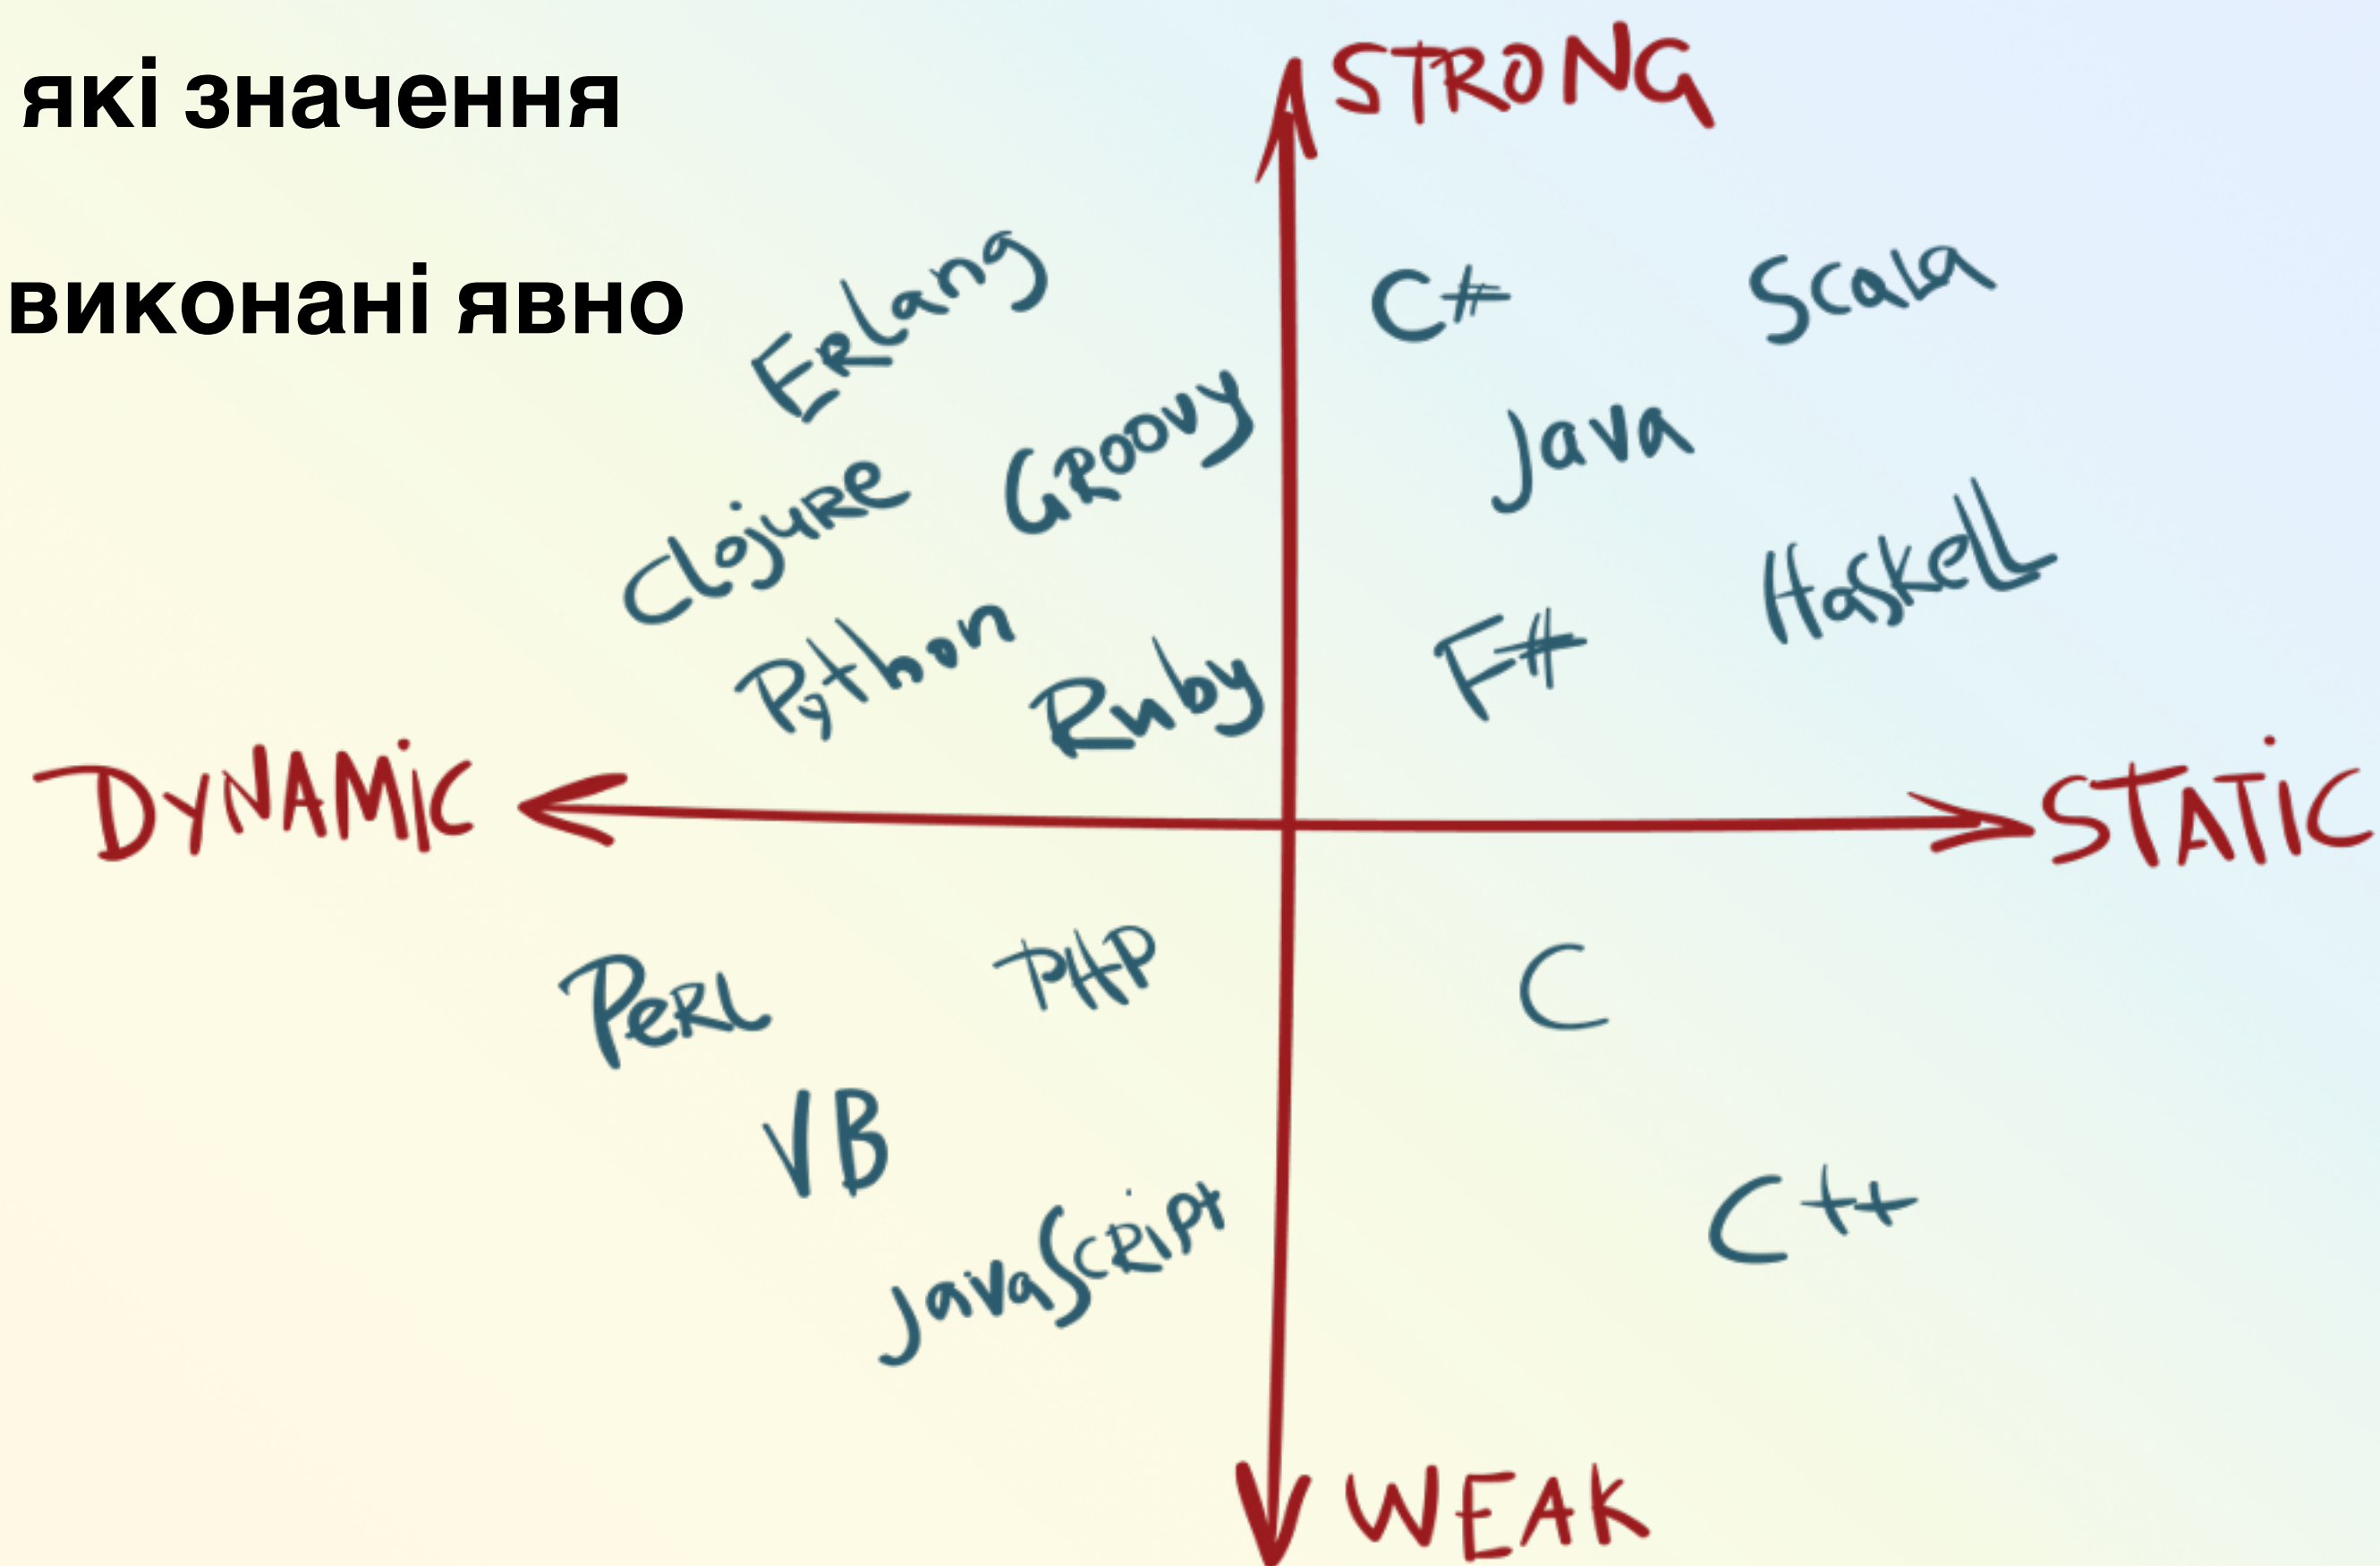 які значення
виконані явно
STRONG
Erlang
C#
Scala
Groovy
Java
Clojure
Haskell
Python
Ruby
F#
DYNAMIC
STATIC
Perl
PHP
C
VB
C++
JavaScript
WEAK